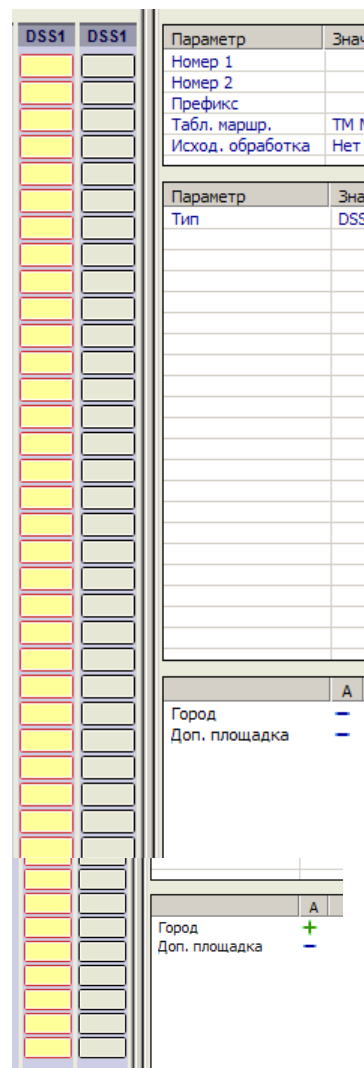 DSS1 DSS1
Параметр
Номер 1
Номер 2
Префикс
Табл. маршр.
Исход. обработка Нет
Параметр
Тип
А
Город −
Доп. площадка −
А
Город +
Доп. площадка −